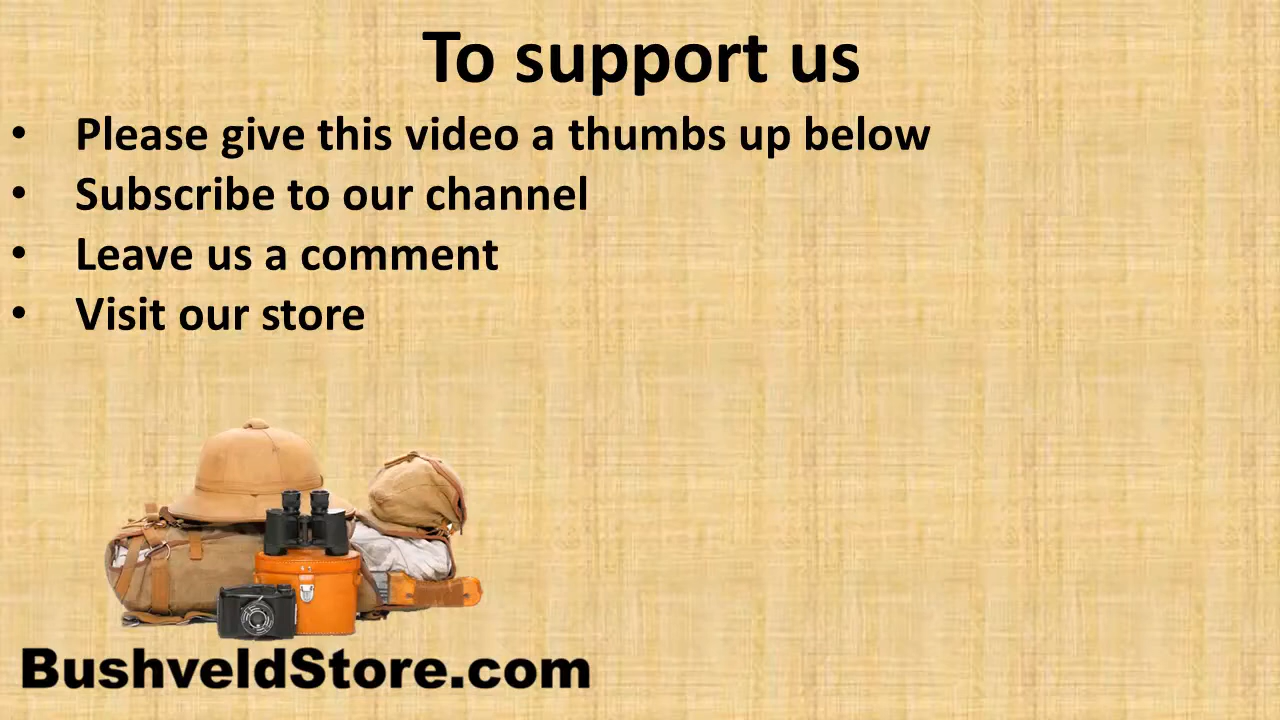 To support us
• Please give this video a thumbs up below
• Subscribe to our channel
• Leave us a comment
• Visit our store
BushveldStore.com